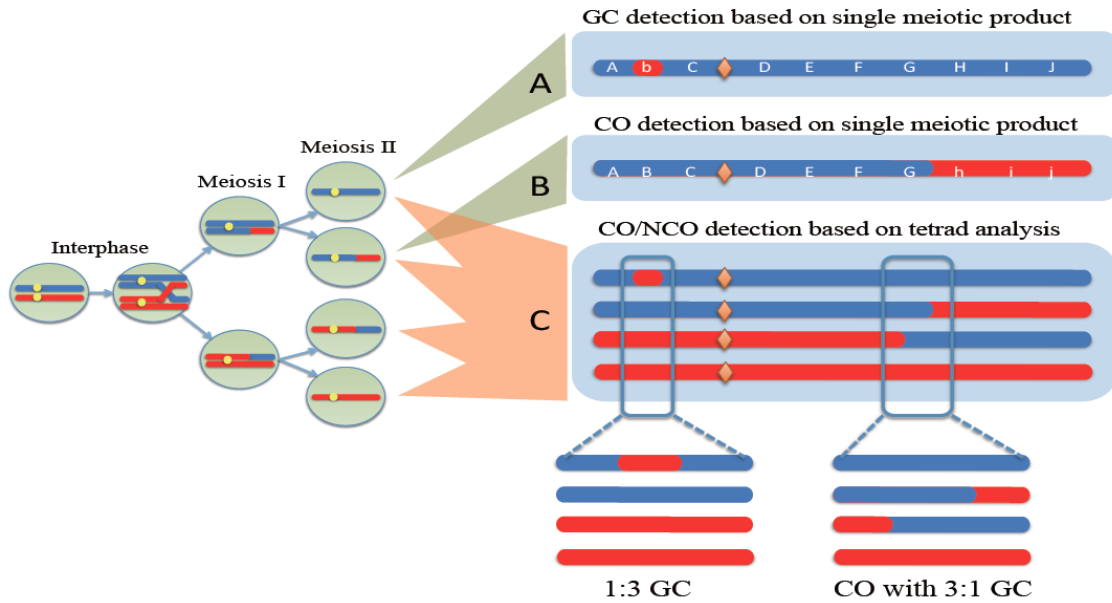 GC detection based on single meiotic product
A
A b C D E F G H I J
CO detection based on single meiotic product
B
A B C D E F G h i j
Meiosis II
Meiosis I
Interphase
CO/NCO detection based on tetrad analysis
C
1:3 GC
CO with 3:1 GC